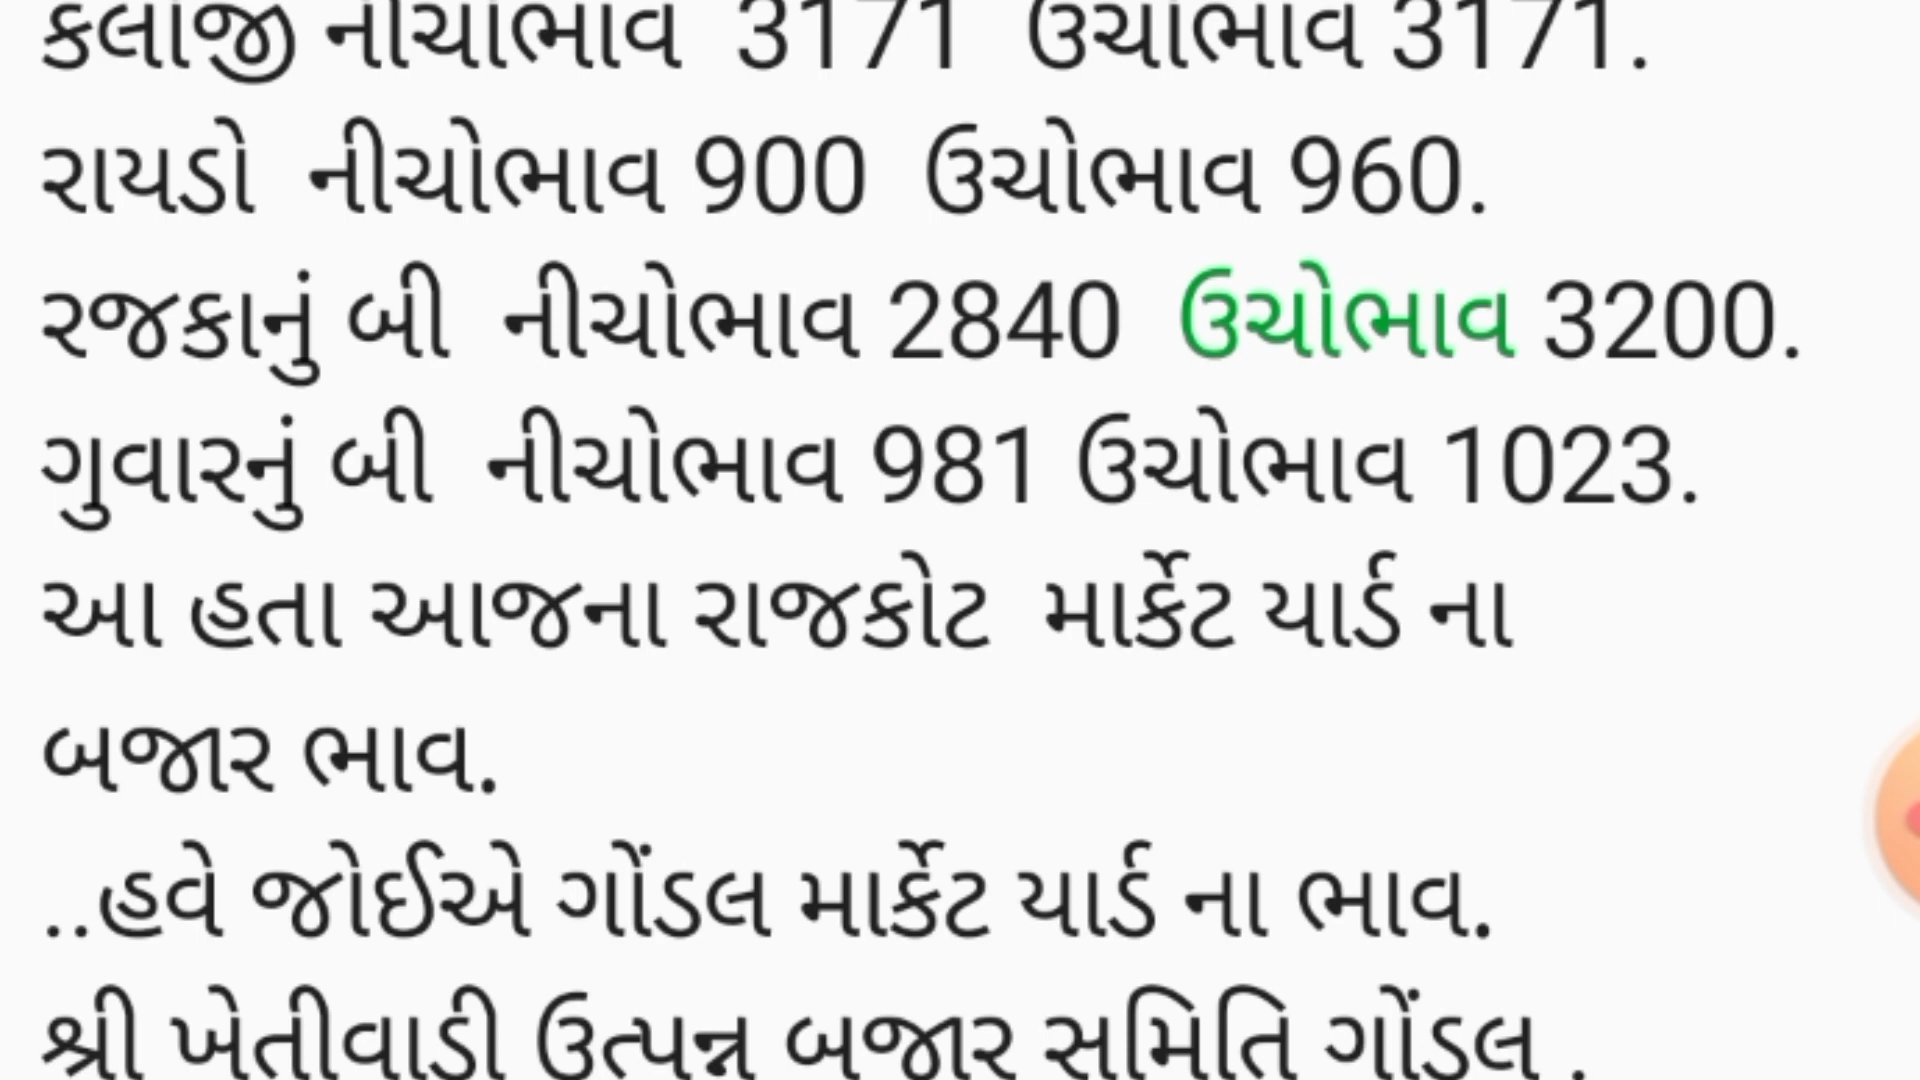 કલોજી નીચોભાવ 3171 ઉચોભાવ 3171.
રાયડો નીચોભાવ 900 ઉચોભાવ 960.
રજકાનું બી નીચોભાવ 2840 ઉચોભાવ 3200.
ગુવારનું બી નીચોભાવ 981 ઉચોભાવ 1023.
આ હતા આજના રાજકોટ માર્કેટ યાર્ડ ના
બજાર ભાવ.
..હવે જોઈએ ગોંડલ માર્કેટ યાર્ડ ના ભાવ.
શ્રી ખેતીવાડી ઉત્પન્ન બજાર સમિતિ ગોંડલ .